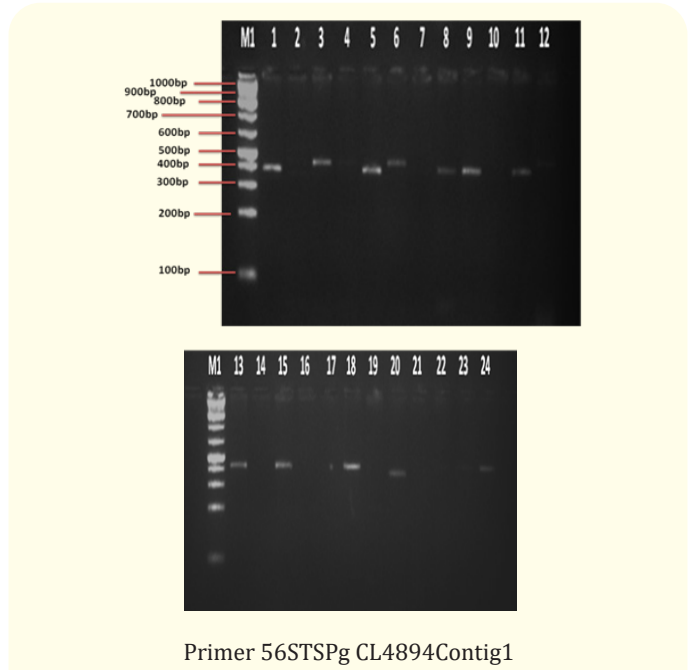 M1 1 2 3 4 5 6 7 8 9 10 11 12
1000bp
900bp
800bp
700bp
600bp
500bp
400bp
300bp
200bp
100bp
M1 13 14 15 16 17 18 19 20 21 22 23 24
Primer 56STSPg CL4894Contig1